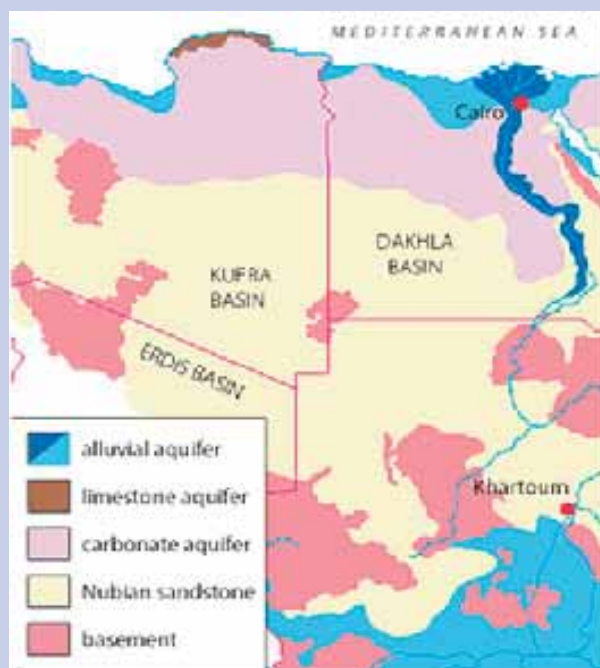 MEDITERRANEAN SEA
Cairo
DAKHLA
BASIN
KUFRA
BASIN
ERDIS BASIN
Khartoum
alluvial aquifer
limestone aquifer
carbonate aquifer
Nubian sandstone
basement